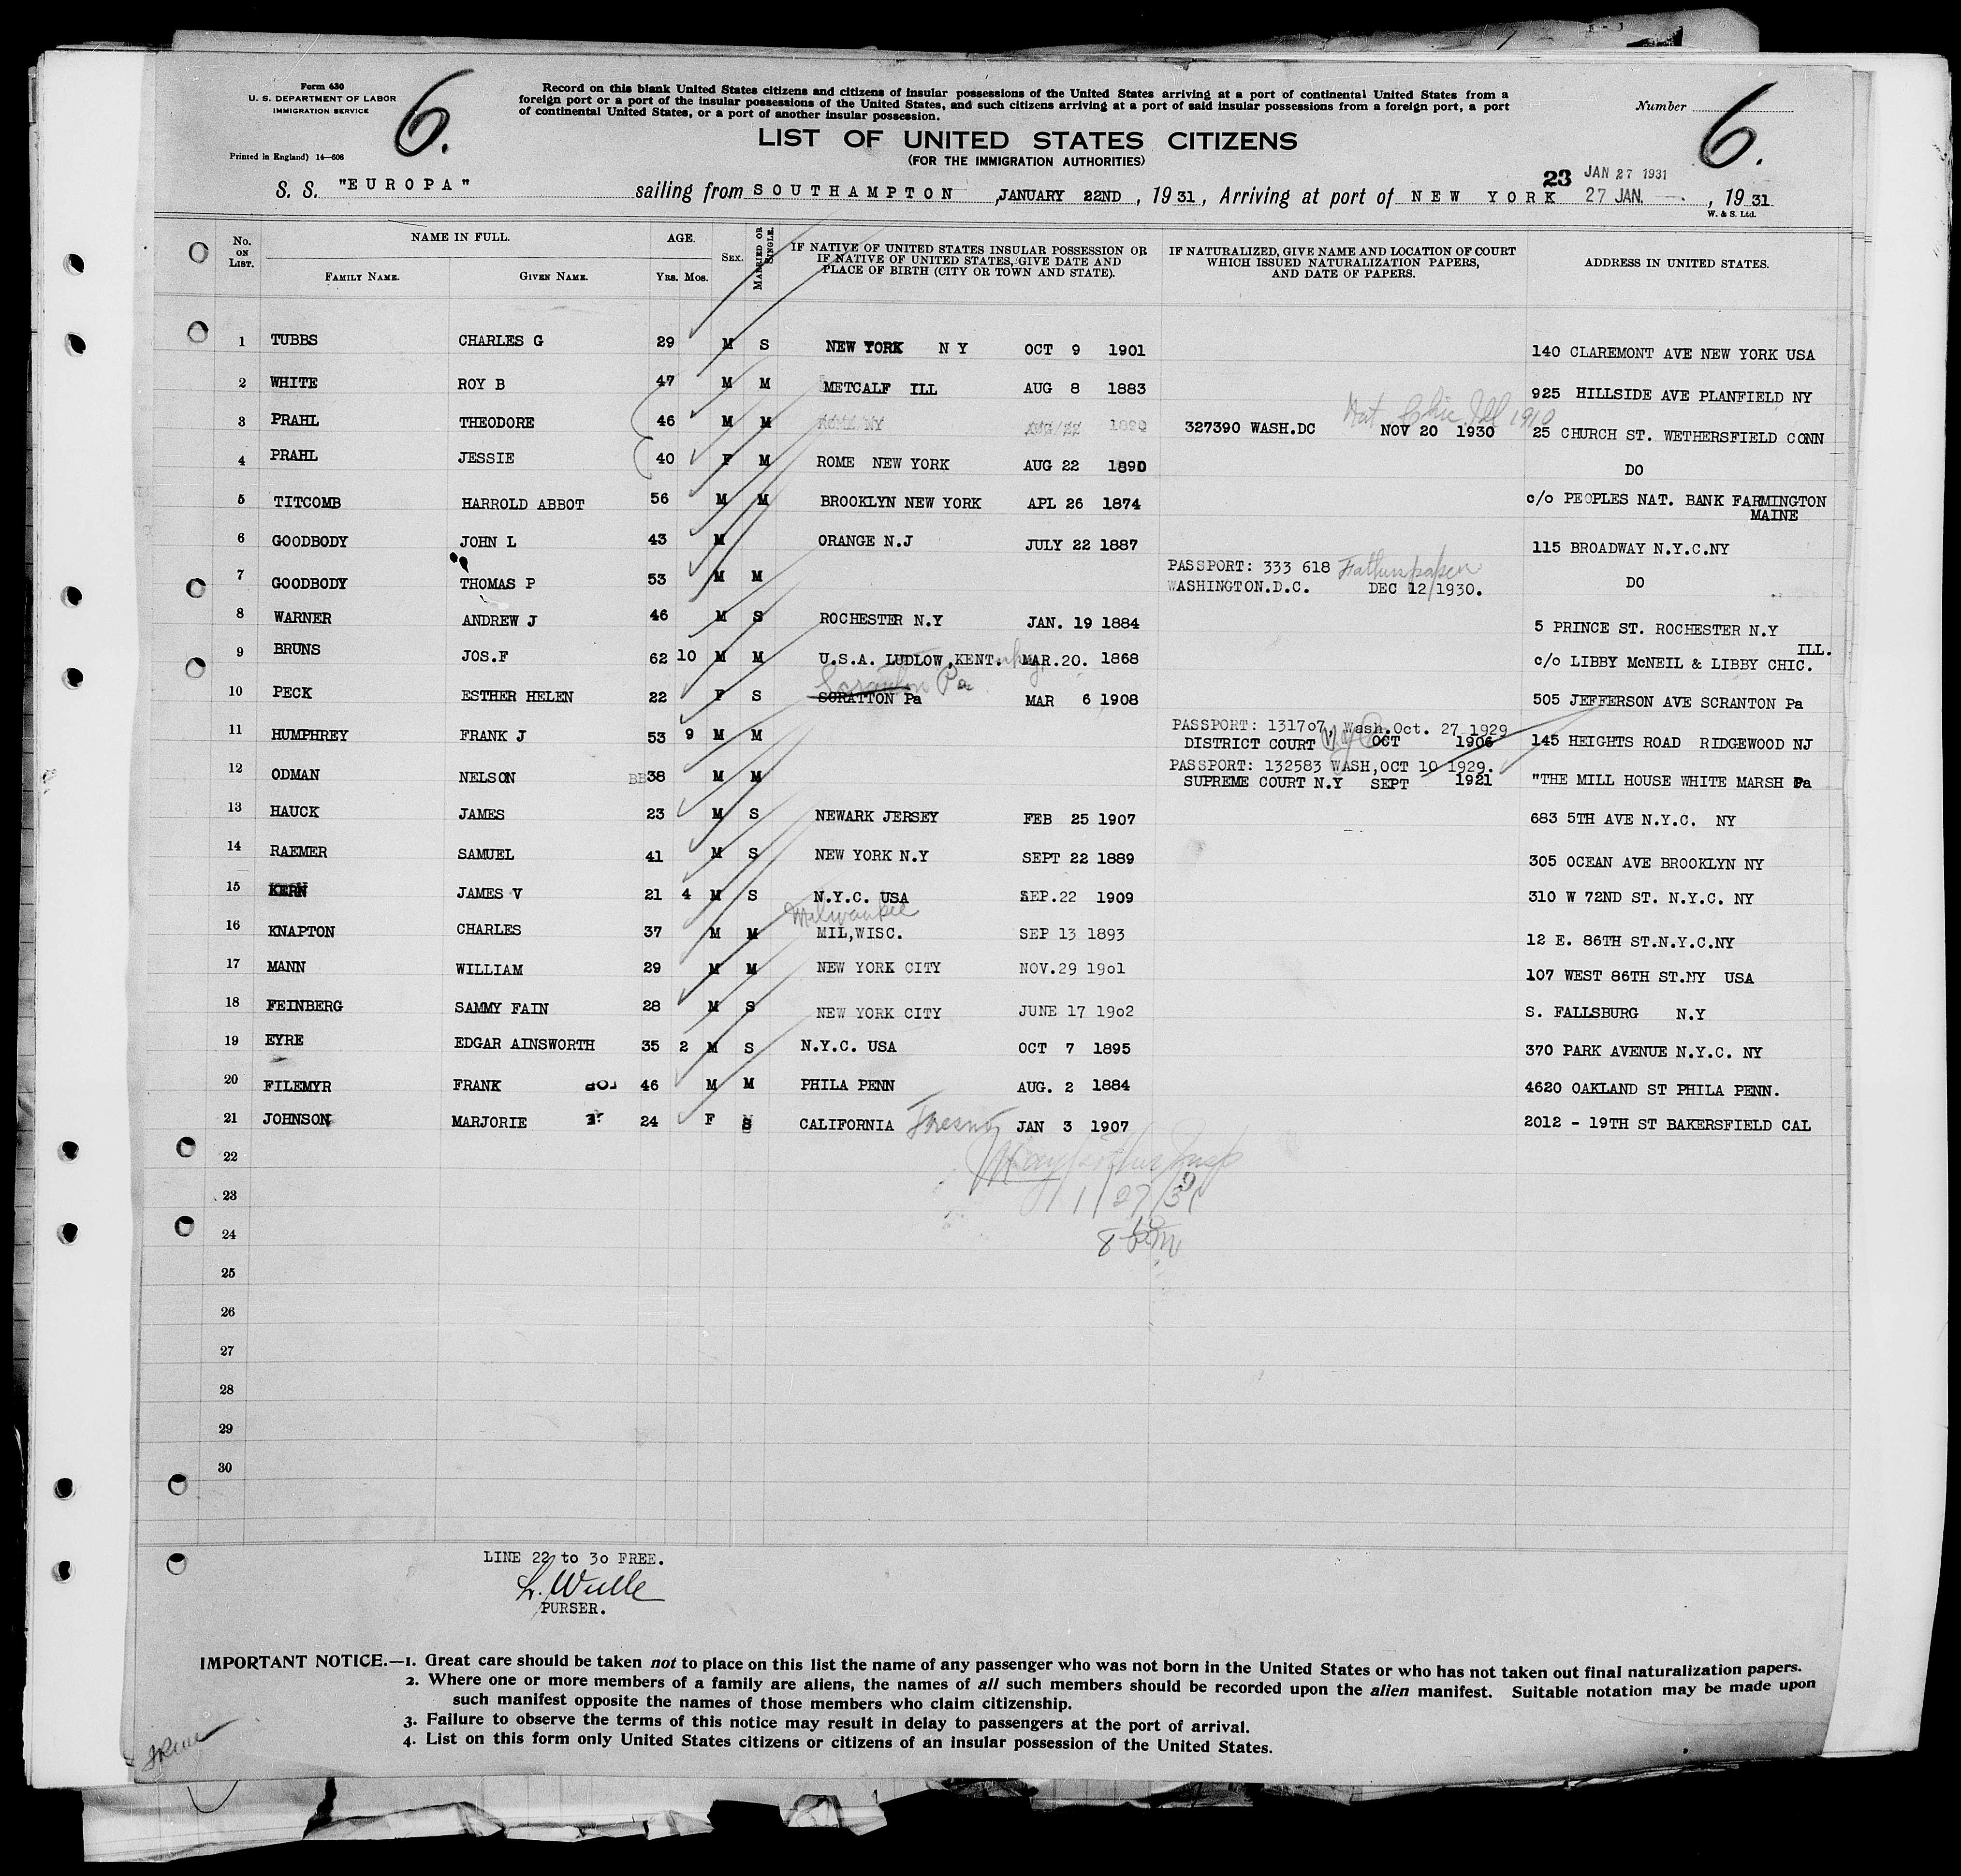 Form 630
U. S. DEPARTMENT OF LABOR
IMMIGRATION SERVICE
Printed in England) 14—608
6.
Record on this blank United States citizens and citizens of insular possessions of the United States arriving at a port of continental United States from a
foreign port or a port of the insular possessions of the United States, and such citizens arriving at a port of said insular possessions from a foreign port, a port
of continental United States, or a port of another insular possession.
Number 6.
LIST OF UNITED STATES CITIZENS
(FOR THE IMMIGRATION AUTHORITIES)
23 JAN 27 1931
S. S. "EUROPA" sailing from SOUTHAMPTON, JANUARY 22ND, 1931, Arriving at port of NEW YORK 27 JAN., 1931
W. & S. Ltd.
No. ON LIST. NAME IN FULL. FAMILY NAME. GIVEN NAME. AGE. Yrs. Mos. SEX. MARRIED OR SINGLE. IF NATIVE OF UNITED STATES INSULAR POSSESSION OR IF NATIVE OF UNITED STATES, GIVE DATE AND PLACE OF BIRTH (CITY OR TOWN AND STATE). IF NATURALIZED, GIVE NAME AND LOCATION OF COURT WHICH ISSUED NATURALIZATION PAPERS, AND DATE OF PAPERS. ADDRESS IN UNITED STATES.
1 TUBBS CHARLES G 29 M S NEW YORK N Y OCT 9 1901 140 CLAREMONT AVE NEW YORK USA
2 WHITE ROY B 47 M M METCALF ILL AUG 8 1883 925 HILLSIDE AVE PLANFIELD NY
Nat Chic. Ill 1910
3 PRAHL THEODORE 46 M M 327390 WASH.DC NOV 20 1930 25 CHURCH ST. WETHERSFIELD CONN
4 PRAHL JESSIE 40 F M ROME NEW YORK AUG 22 1890 DO
5 TITCOMB HARROLD ABBOT 56 M M BROOKLYN NEW YORK APL 26 1874 c/o PEOPLES NAT. BANK FARMINGTON
MAINE
6 GOODBODY JOHN L 43 M ORANGE N.J JULY 22 1887 115 BROADWAY N.Y.C.NY
PASSPORT: 333 618 Fathers paper
7 GOODBODY THOMAS P 53 M M WASHINGTON.D.C. DEC 12/1930. DO
8 WARNER ANDREW J 46 M S ROCHESTER N.Y JAN. 19 1884 5 PRINCE ST. ROCHESTER N.Y
ILL.
9 BRUNS JOS.F 62 10 M M U.S.A. LUDLOW,KENT. MAR.20. 1868 c/o LIBBY McNEIL & LIBBY CHIC.
Scranton Pa
10 PECK ESTHER HELEN 22 F S SCRATTON Pa MAR 6 1908 505 JEFFERSON AVE SCRANTON Pa
PASSPORT: 131707, Wash.Oct. 27 1929
11 HUMPHREY FRANK J 53 9 M M DISTRICT COURT OCT 1906 145 HEIGHTS ROAD RIDGEWOOD NJ
PASSPORT: 132583 WASH,OCT 10 1929.
12 ODMAN NELSON 38 M M SUPREME COURT N.Y SEPT 1921 "THE MILL HOUSE WHITE MARSH Pa
13 HAUCK JAMES 23 M S NEWARK JERSEY FEB 25 1907 683 5TH AVE N.Y.C. NY
14 RAEMER SAMUEL 41 M S NEW YORK N.Y SEPT 22 1889 305 OCEAN AVE BROOKLYN NY
15 KERN JAMES V 21 4 M S N.Y.C. USA SEP.22 1909 310 W 72ND ST. N.Y.C. NY
Milwaukee
16 KNAPTON CHARLES 37 M M MIL,WISC. SEP 13 1893 12 E. 86TH ST.N.Y.C.NY
17 MANN WILLIAM 29 M M NEW YORK CITY NOV.29 19o1 107 WEST 86TH ST.NY USA
18 FEINBERG SAMMY FAIN 28 M S NEW YORK CITY JUNE 17 19o2 S. FALLSBURG N.Y
19 EYRE EDGAR AINSWORTH 35 2 M S N.Y.C. USA OCT 7 1895 370 PARK AVENUE N.Y.C. NY
20 FILEMYR FRANK 46 M M PHILA PENN AUG. 2 1884 4620 OAKLAND ST PHILA PENN.
21 JOHNSON MARJORIE 24 F S CALIFORNIA Fresno JAN 3 1907 2012 - 19TH ST BAKERSFIELD CAL
22
23 1/27/31
24
25
26
27
28
29
30
LINE 22 to 3o FREE.
L. Wulle
PURSER.
IMPORTANT NOTICE.—1. Great care should be taken not to place on this list the name of any passenger who was not born in the United States or who has not taken out final naturalization papers.
2. Where one or more members of a family are aliens, the names of all such members should be recorded upon the alien manifest. Suitable notation may be made upon
such manifest opposite the names of those members who claim citizenship.
3. Failure to observe the terms of this notice may result in delay to passengers at the port of arrival.
4. List on this form only United States citizens or citizens of an insular possession of the United States.